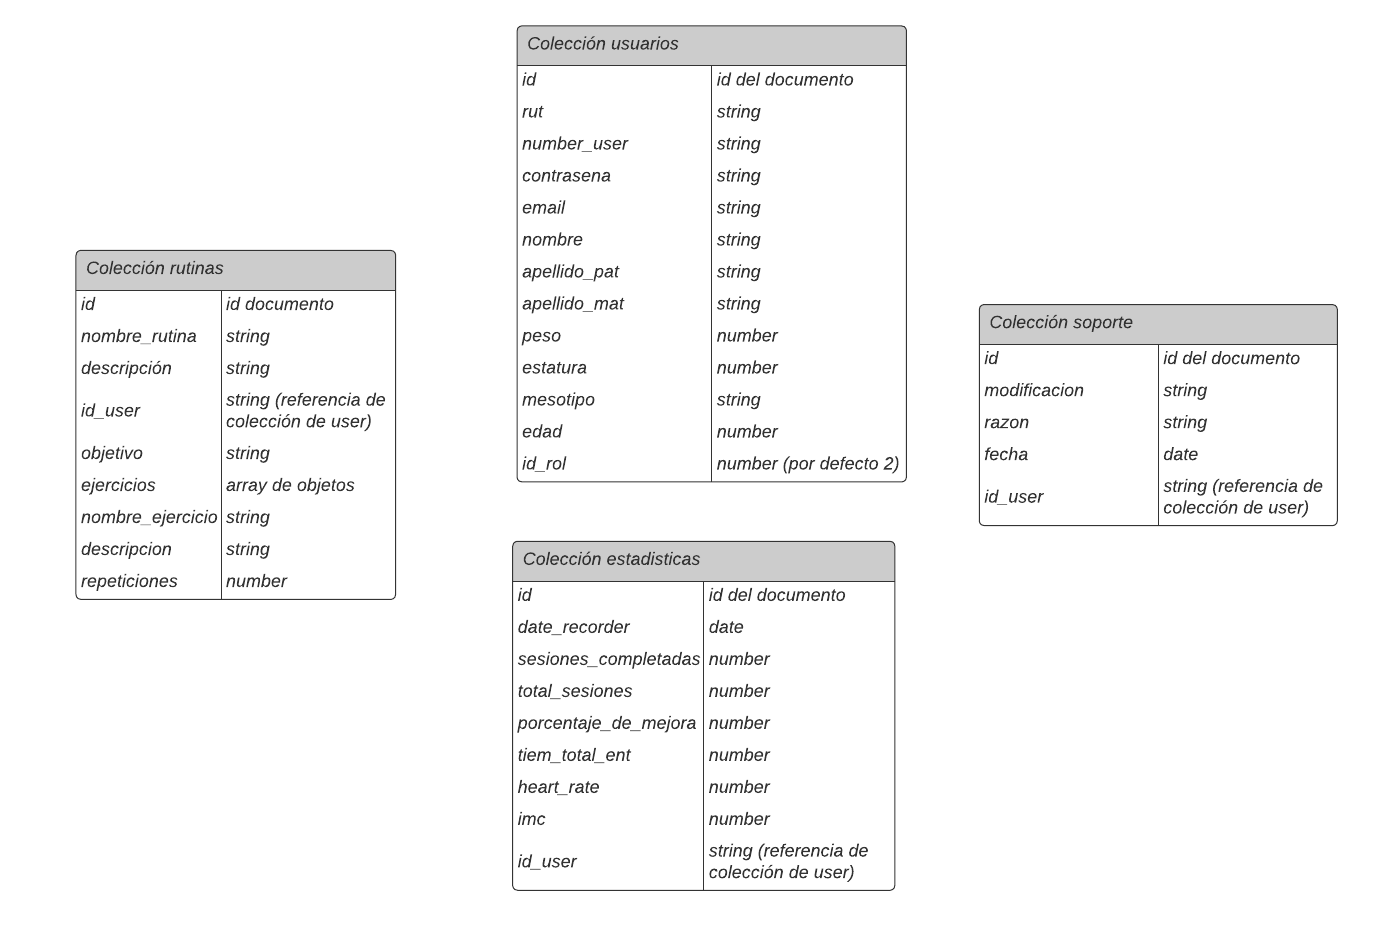 Colección usuarios
id id del documento
rut string
number_user string
contrasena string
email string
nombre string
apellido_pat string
apellido_mat string
peso number
estatura number
mesotipo string
edad number
id_rol number (por defecto 2)
Colección rutinas
id id documento
nombre_rutina string
descripción string
id_user string (referencia de
colección de user)
objetivo string
ejercicios array de objetos
nombre_ejercicio string
descripcion string
repeticiones number
Colección soporte
id id del documento
modificacion string
razon string
fecha date
id_user string (referencia de
colección de user)
Colección estadisticas
id id del documento
date_recorder date
sesiones_completadas number
total_sesiones number
porcentaje_de_mejora number
tiem_total_ent number
heart_rate number
imc number
id_user string (referencia de
colección de user)